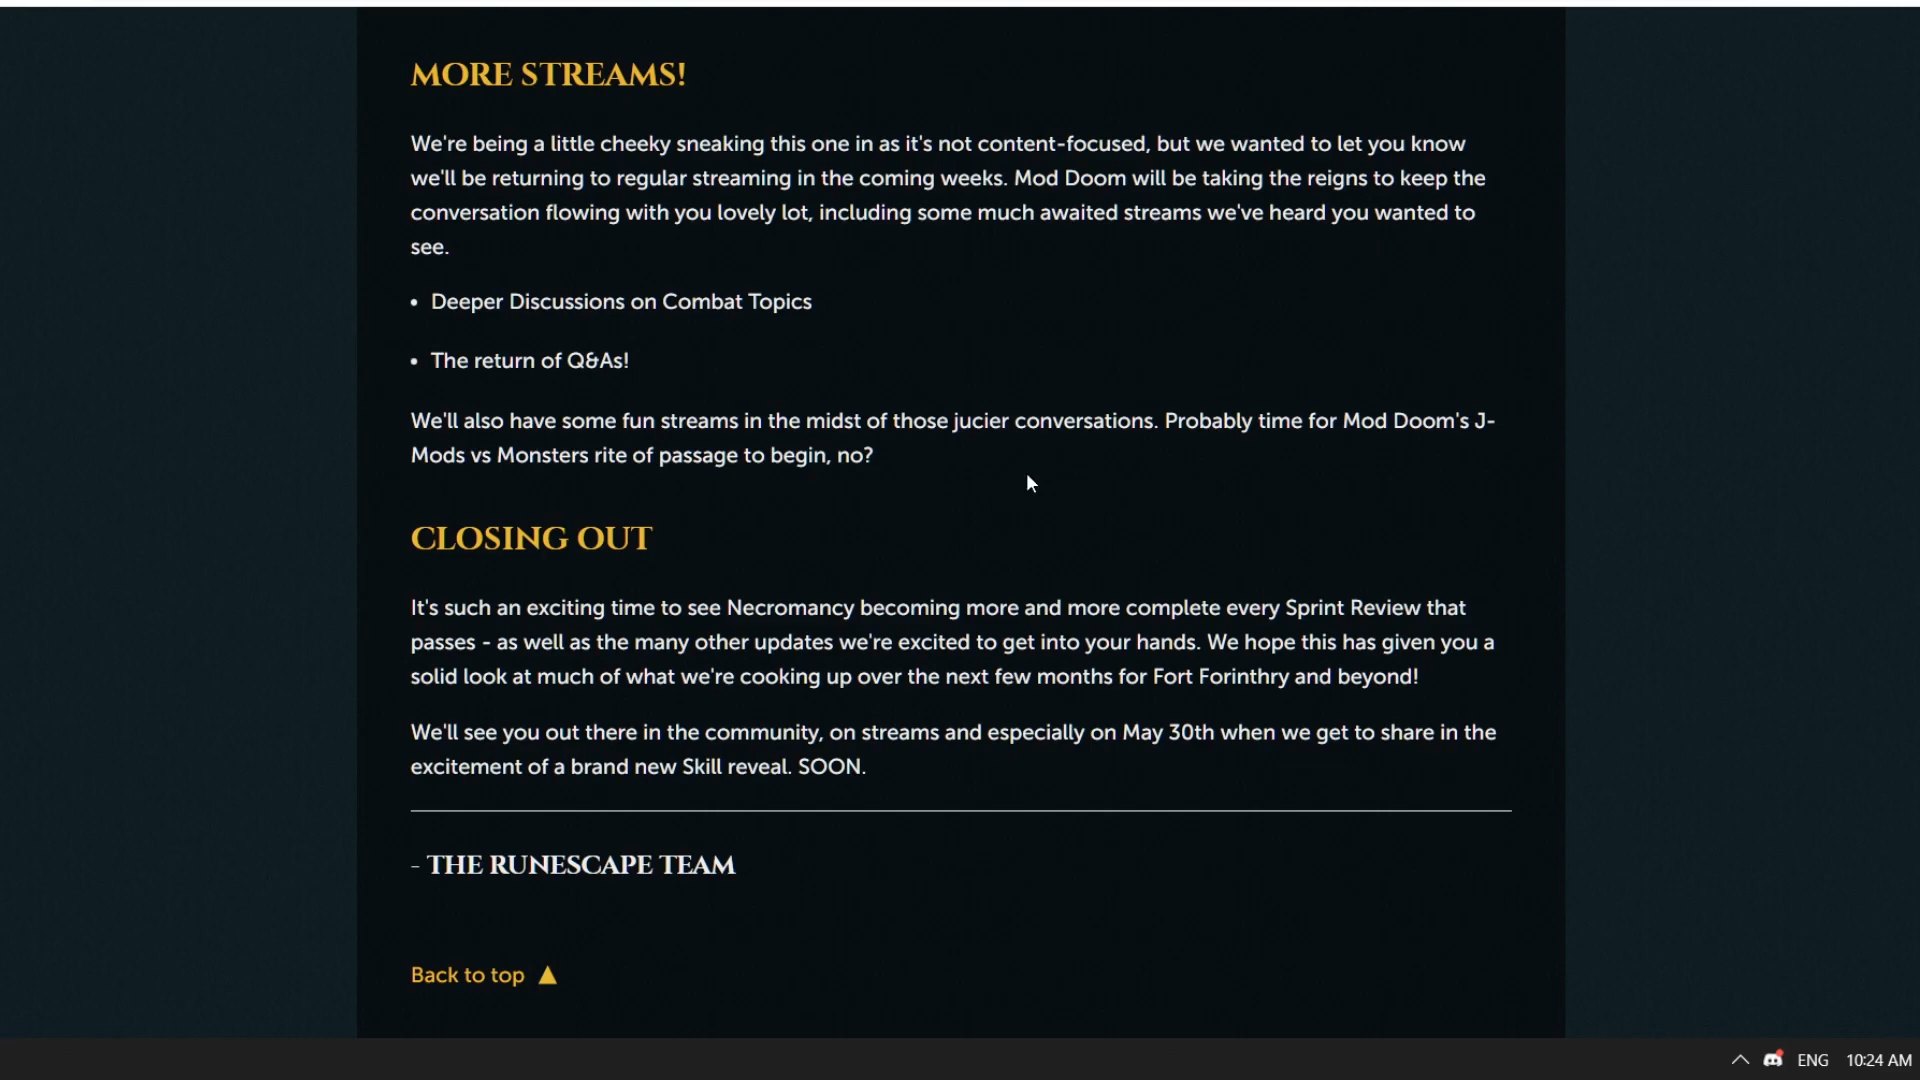 MORE STREAMS!
We're being a little cheeky sneaking this one in as it's not content-focused, but we wanted to let you know
we'll be returning to regular streaming in the coming weeks. Mod Doom will be taking the reigns to keep the
conversation flowing with you lovely lot, including some much awaited streams we've heard you wanted to
see.
• Deeper Discussions on Combat Topics
• The return of Q&As!
We'll also have some fun streams in the midst of those jucier conversations. Probably time for Mod Doom's J-
Mods vs Monsters rite of passage to begin, no?
CLOSING OUT
It's such an exciting time to see Necromancy becoming more and more complete every Sprint Review that
passes - as well as the many other updates we're excited to get into your hands. We hope this has given you a
solid look at much of what we're cooking up over the next few months for Fort Forinthry and beyond!
We'll see you out there in the community, on streams and especially on May 30th when we get to share in the
excitement of a brand new Skill reveal. SOON.
- THE RUNESCAPE TEAM
Back to top ▲
ENG 10:24 AM